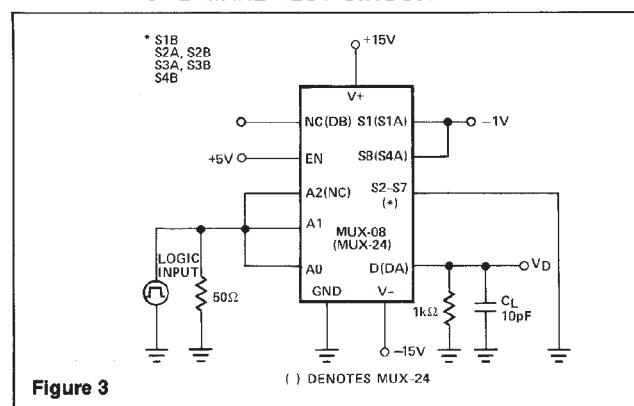 * S1B
S2A, S2B
S3A, S3B
S4B
+15V
V+
NC(DB)
S1(S1A)
−1V
+5V
EN
S8(S4A)
A2(NC)
S2–S7
(*)
A1
MUX-08
(MUX-24)
LOGIC
INPUT
50Ω
A0
D(DA)
VD
GND
V−
1kΩ
CL
10pF
−15V
( ) DENOTES MUX-24
Figure 3